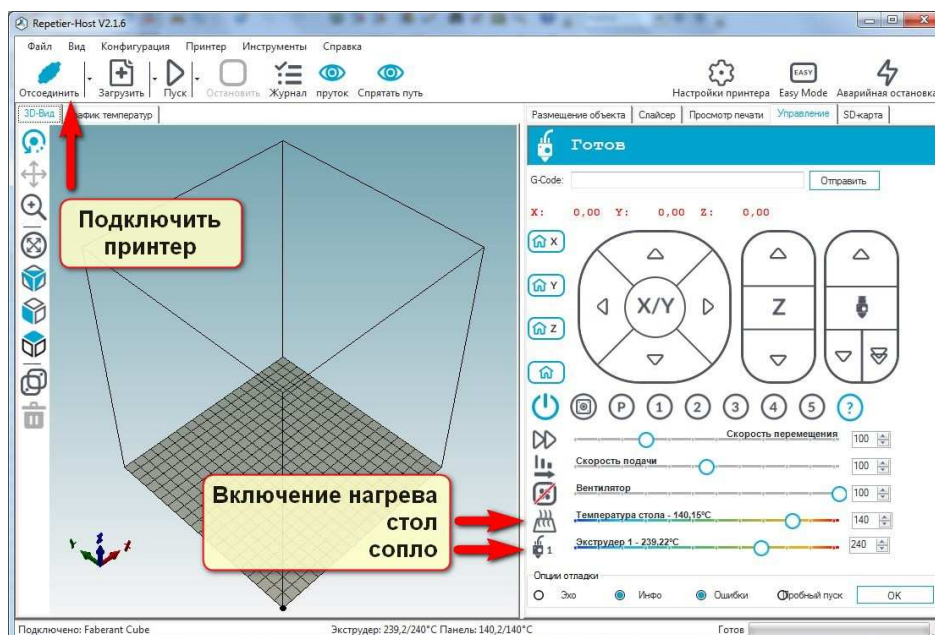 Repetier-Host V2.1.6
Файл Вид Конфигурация Принтер Инструменты Справка
Отсоединить Загрузить Пуск Остановить Журнал пруток Спрятать путь Настройки принтера EASY Easy Mode Аварийная остановка
3D-Вид рафик температур
Размещение объекта Слайсер Просмотр печати Управление SD-карта
Готов
G-Code: Отправить
X: 0,00 Y: 0,00 Z: 0,00
Подключить
принтер
X
Y
Z
X/Y Z
P 1 2 3 4 5 ?
Скорость перемещения 100
Скорость подачи 100
Вентилятор 100
Включение нагрева
стол
сопло
Температура стола - 140,15°C 140
1 Экструдер 1 - 239,22°C 240
Y Z X
Опции отладки
Эхо Инфо Ошибки Пробный пуск OK
Подключено: Faberant Cube Экструдер: 239,2/240°C Панель: 140,2/140°C Готов